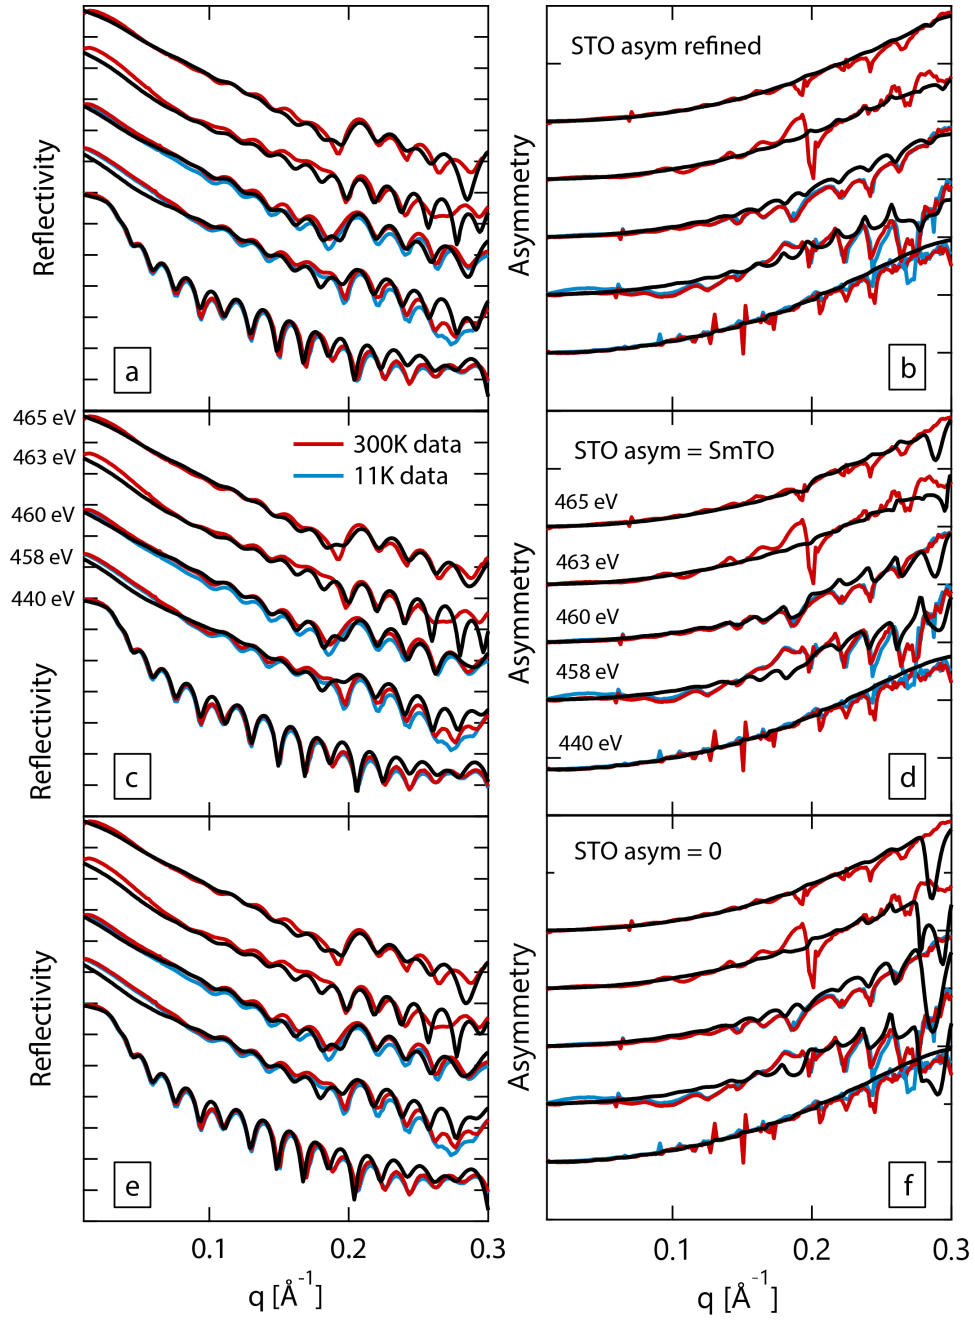 Reflectivity
a
Asymmetry
STO asym refined
b
465 eV
463 eV
460 eV
458 eV
440 eV
Reflectivity
300K data
11K data
c
Asymmetry
STO asym = SmTO
465 eV
463 eV
460 eV
458 eV
440 eV
d
Reflectivity
e
Asymmetry
STO asym = 0
f
0.1 0.2 0.3
q [Å⁻¹]
0.1 0.2 0.3
q [Å⁻¹]